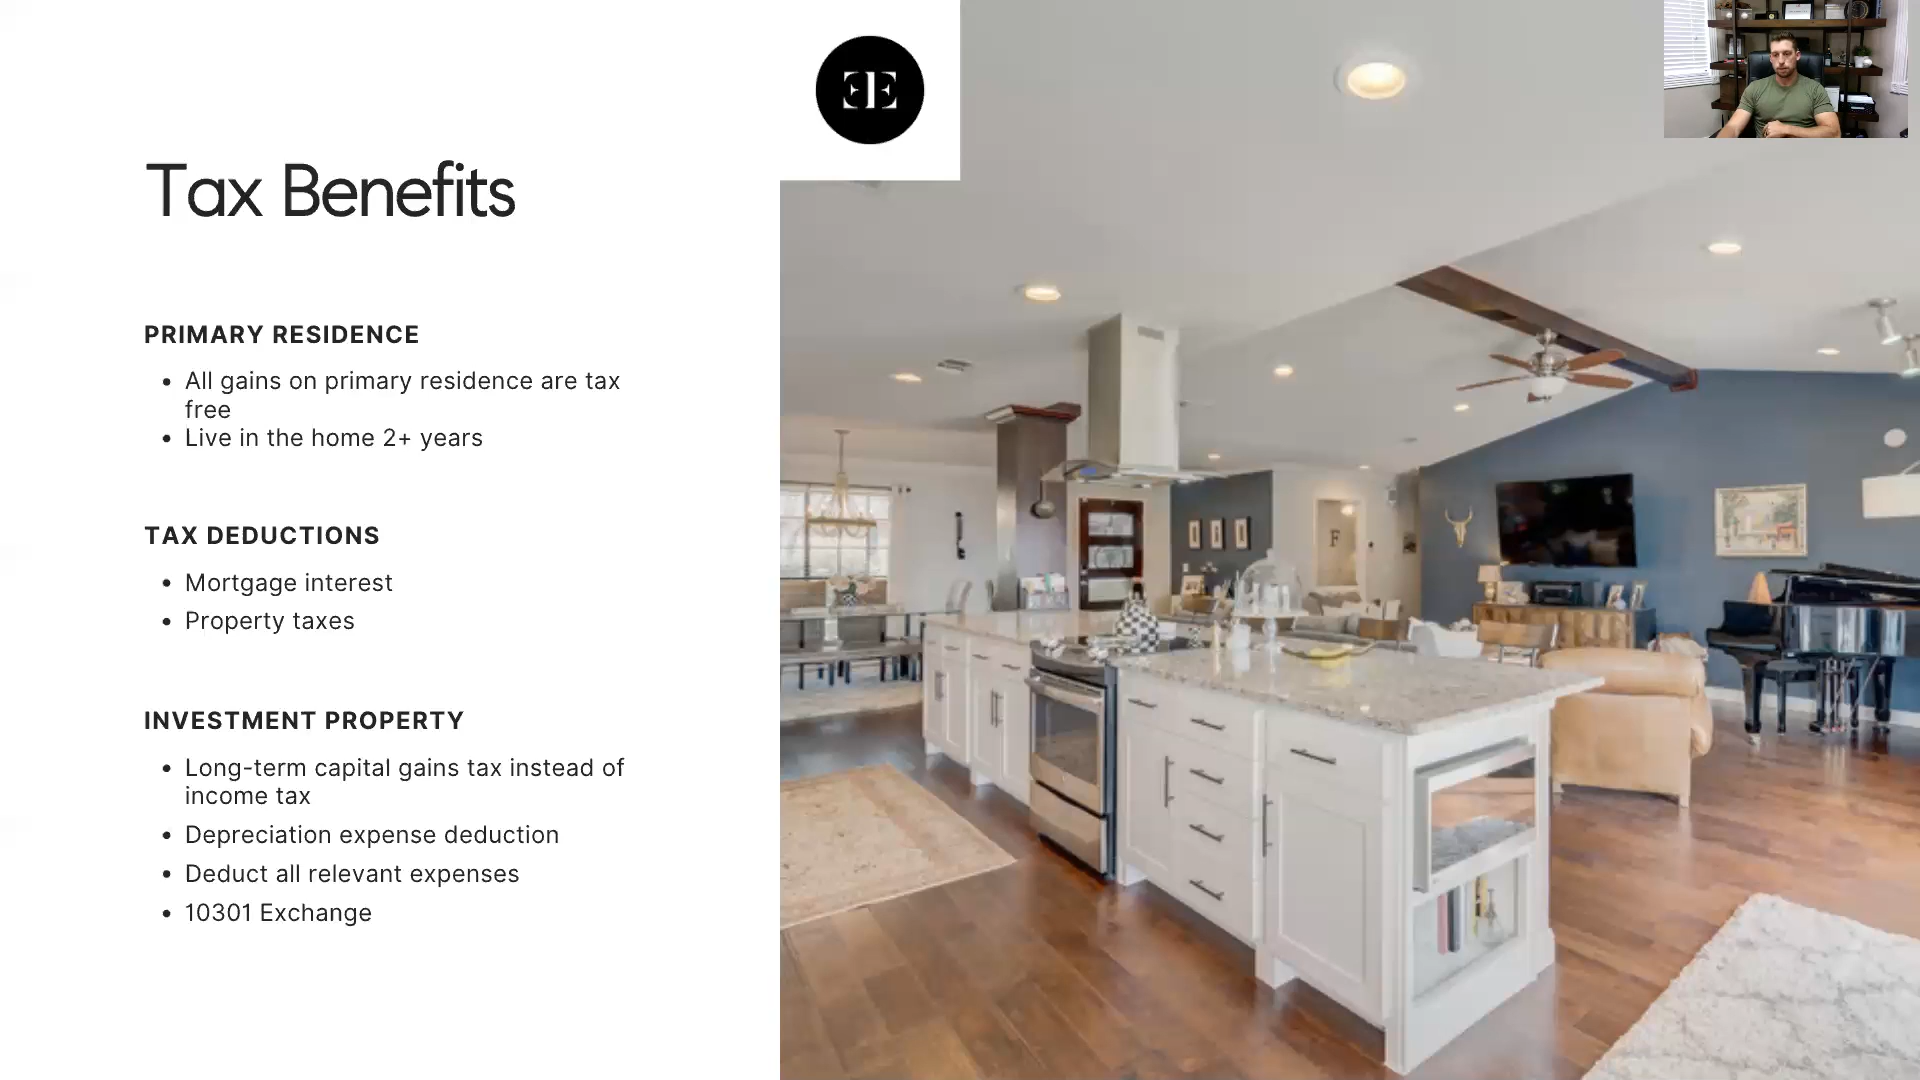 EE
Tax Benefits
PRIMARY RESIDENCE
• All gains on primary residence are tax
free
• Live in the home 2+ years
TAX DEDUCTIONS
• Mortgage interest
• Property taxes
INVESTMENT PROPERTY
• Long-term capital gains tax instead of
income tax
• Depreciation expense deduction
• Deduct all relevant expenses
• 10301 Exchange
F